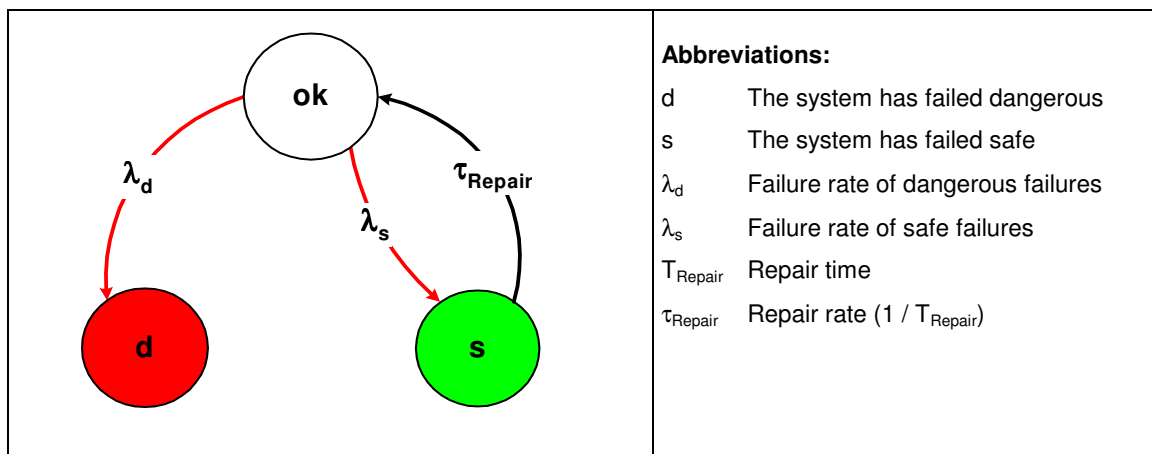 ok
λd
τRepair
λs
d
s
Abbreviations:
d The system has failed dangerous
s The system has failed safe
λd Failure rate of dangerous failures
λs Failure rate of safe failures
TRepair Repair time
τRepair Repair rate (1 / TRepair)